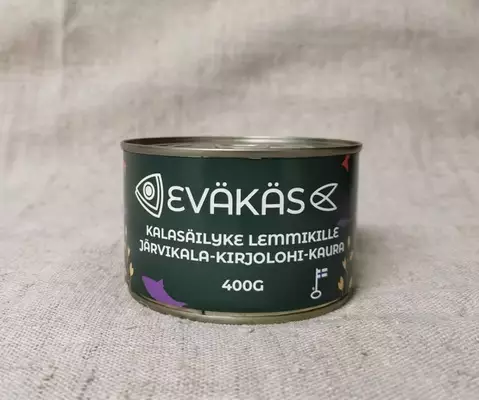 EVÄKÄS
KALASÄILYKE LEMMIKILLE
JÄRVIKALA-KIRJOLOHI-KAURA
400G